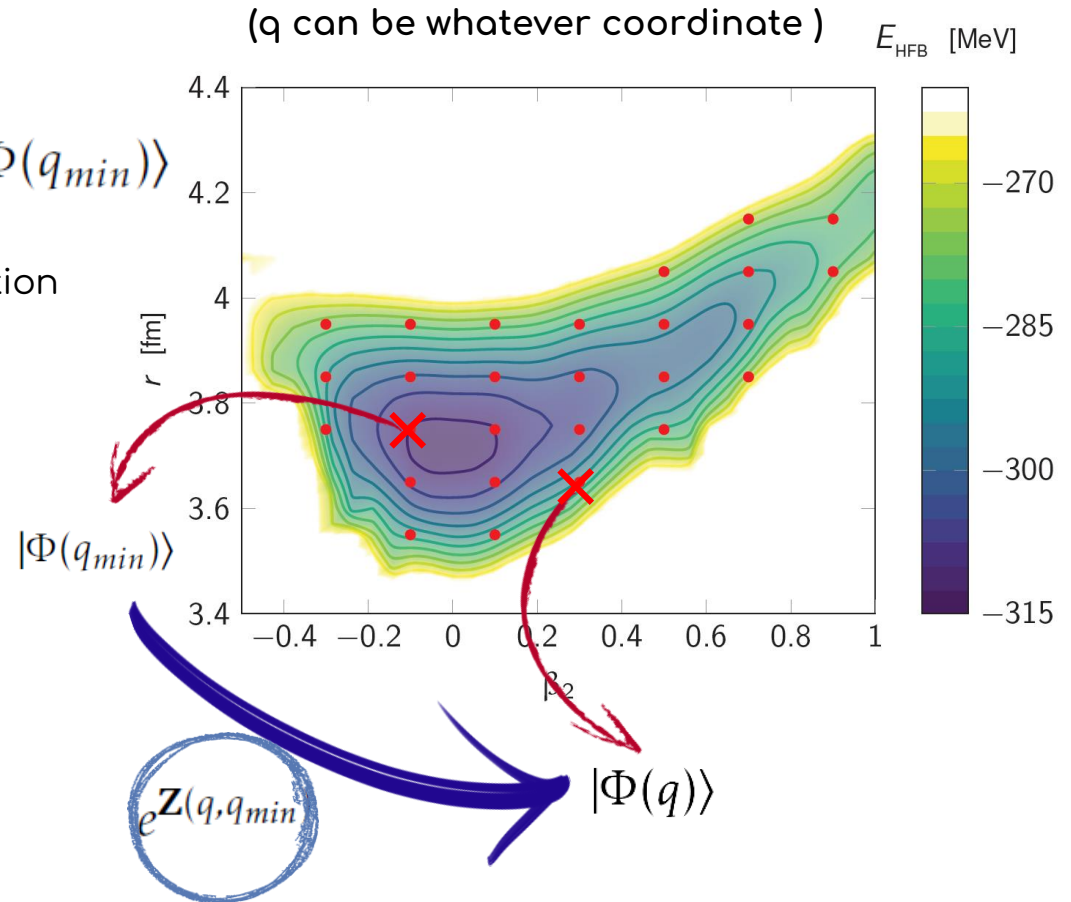 (q can be whatever coordinate )
E_HFB [MeV]
Φ(q_min)⟩
tion
r [fm]
4.4
4.2
4
3.8
3.6
3.4
−0.4 −0.2 0 0.2 0.4 0.6 0.8 1
β_2
−270
−285
−300
−315
|Φ(q_min)⟩
e^Z(q,q_min
|Φ(q)⟩